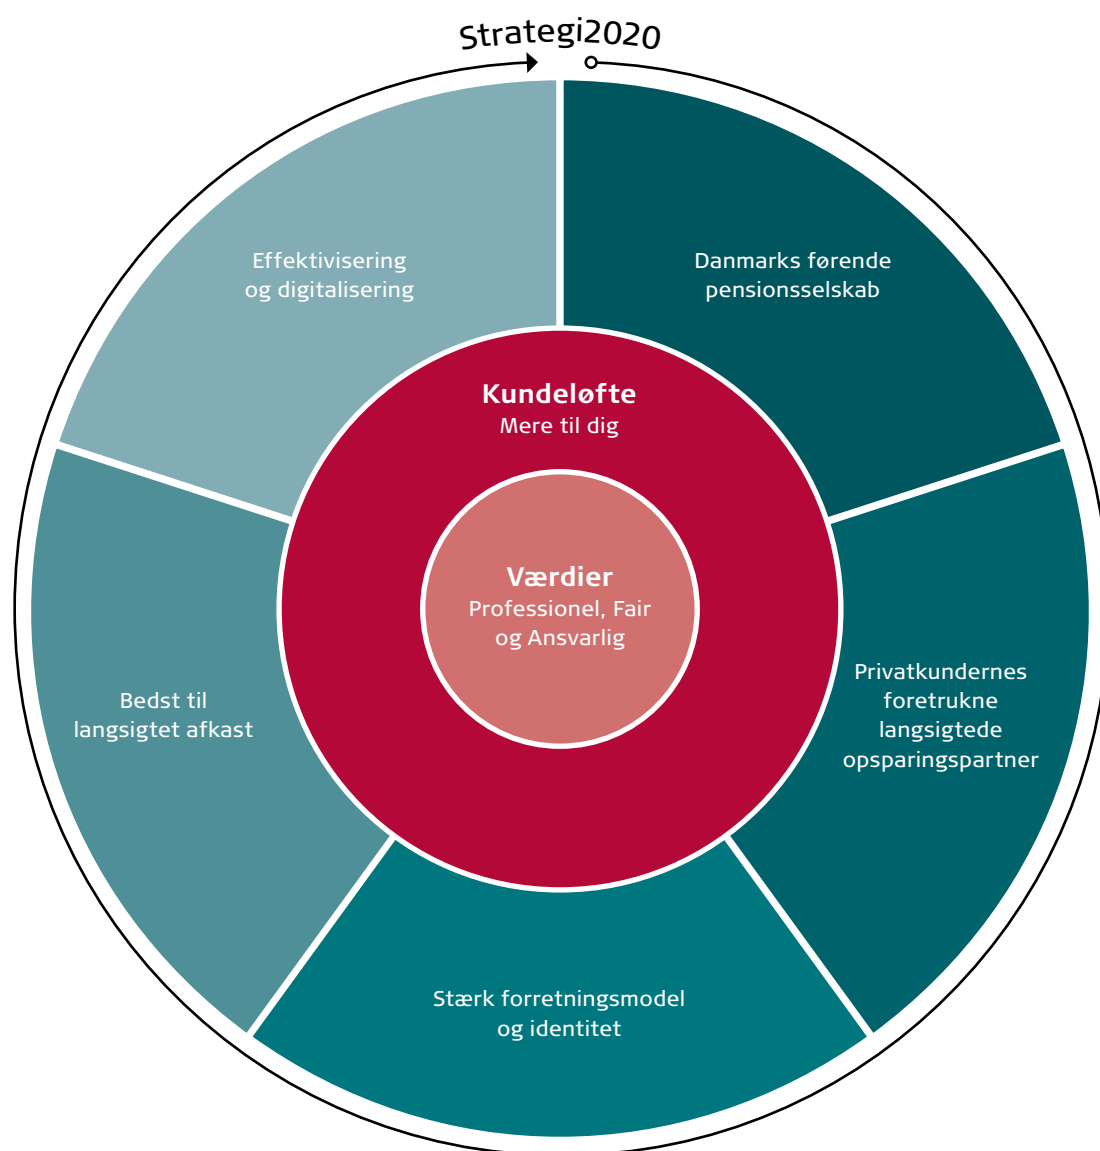 Strategi2020
Effektivisering
og digitalisering
Danmarks førende
pensionsselskab
Kundeløfte
Mere til dig
Værdier
Professionel, Fair
og Ansvarlig
Privatkundernes
foretrukne
langsigtede
opsparingspartner
Bedst til
langsigtet afkast
Stærk forretningsmodel
og identitet